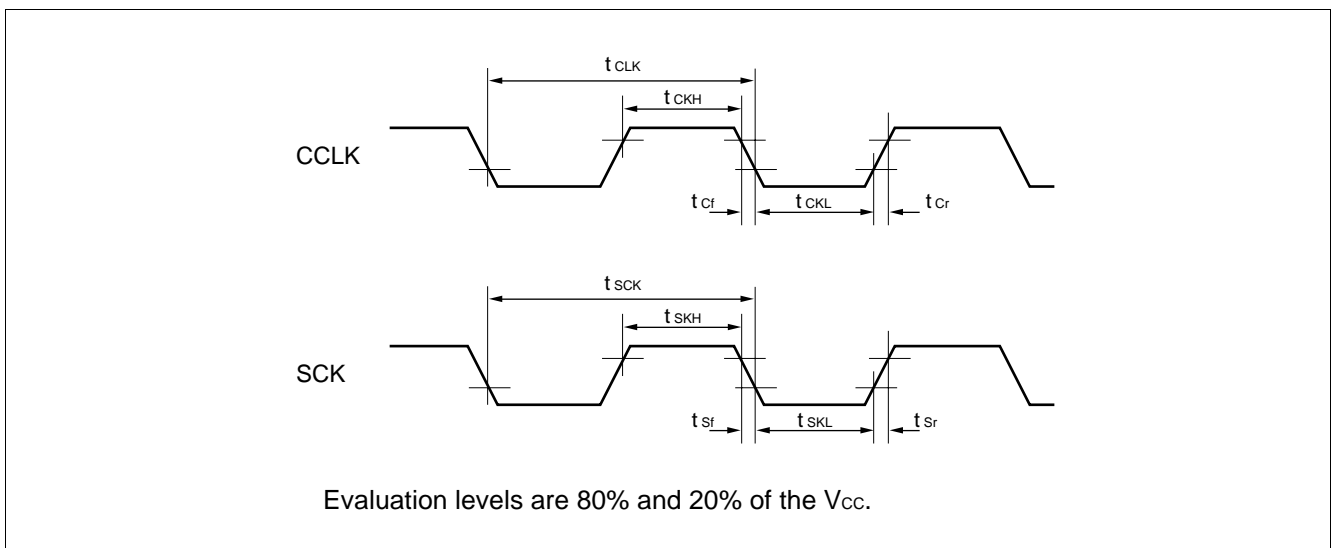 t CLK
t CKH
CCLK
t Cf
t CKL
t Cr
t SCK
t SKH
SCK
t Sf
t SKL
t Sr
Evaluation levels are 80% and 20% of the Vcc.